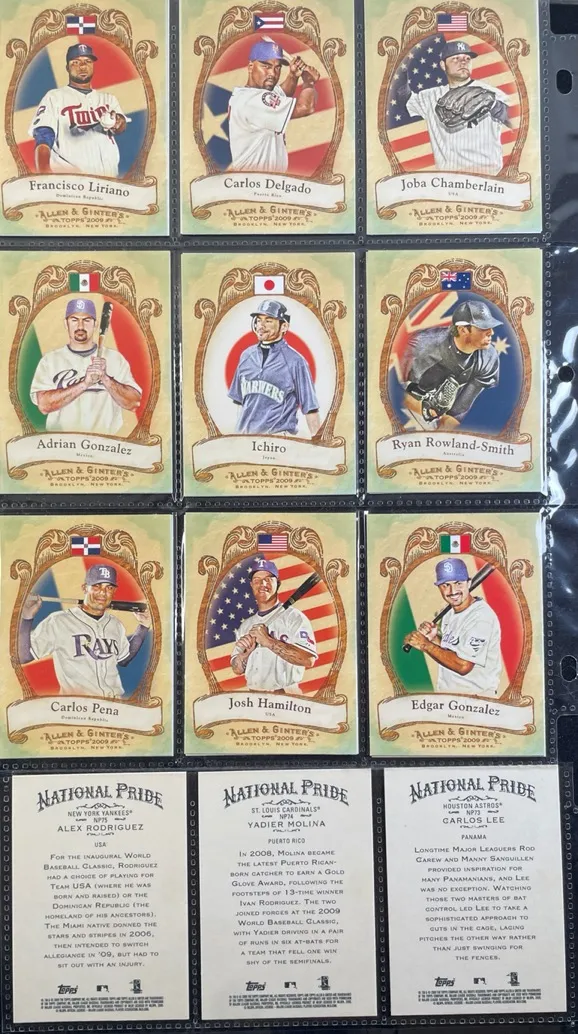 Twins
Francisco Liriano
Dominican Republic
ALLEN & GINTER'S
TOPPS 2009
BROOKLYN, NEW YORK.
Carlos Delgado
Puerto Rico
ALLEN & GINTER'S
TOPPS 2009
BROOKLYN, NEW YORK.
Joba Chamberlain
USA
ALLEN & GINTER'S
TOPPS 2009
BROOKLYN, NEW YORK.
Adrian Gonzalez
Mexico
ALLEN & GINTER'S
TOPPS 2009
BROOKLYN, NEW YORK.
MARINERS
Ichiro
Japan
ALLEN & GINTER'S
TOPPS 2009
BROOKLYN, NEW YORK.
Ryan Rowland-Smith
Australia
ALLEN & GINTER'S
TOPPS 2009
BROOKLYN, NEW YORK.
TB
RAYS
Carlos Pena
Dominican Republic
ALLEN & GINTER'S
TOPPS 2009
BROOKLYN, NEW YORK.
T
Josh Hamilton
USA
ALLEN & GINTER'S
TOPPS 2009
BROOKLYN, NEW YORK.
Edgar Gonzalez
Mexico
ALLEN & GINTER'S
TOPPS 2009
BROOKLYN, NEW YORK.
NATIONAL PRIDE
NEW YORK YANKEES®
NP75
ALEX RODRIGUEZ
USA
FOR THE INAUGURAL WORLD
BASEBALL CLASSIC, RODRIGUEZ
HAD A CHOICE OF PLAYING FOR
TEAM USA (WHERE HE WAS
BORN AND RAISED) OR THE
DOMINICAN REPUBLIC (THE
HOMELAND OF HIS ANCESTORS).
THE MIAMI NATIVE DONNED THE
STARS AND STRIPES IN 2006,
THEN INTENDED TO SWITCH
ALLEGIANCE IN '09, BUT HAD TO
SIT OUT WITH AN INJURY.
Topps
NATIONAL PRIDE
ST. LOUIS CARDINALS®
NP74
YADIER MOLINA
PUERTO RICO
IN 2008, MOLINA BECAME
THE LATEST PUERTO RICAN-
BORN CATCHER TO EARN A GOLD
GLOVE AWARD, FOLLOWING THE
FOOTSTEPS OF 13-TIME WINNER
IVAN RODRIGUEZ. THE TWO
JOINED FORCES AT THE 2009
WORLD BASEBALL CLASSIC,
WITH YADIER DRIVING IN A PAIR
OF RUNS IN SIX AT-BATS FOR
A TEAM THAT FELL ONE WIN
SHY OF THE SEMIFINALS.
Topps
NATIONAL PRIDE
HOUSTON ASTROS®
NP73
CARLOS LEE
PANAMA
LONGTIME MAJOR LEAGUERS ROD
CAREW AND MANNY SANGUILLEN
PROVIDED INSPIRATION FOR
MANY PANAMANIANS, AND LEE
WAS NO EXCEPTION. WATCHING
THOSE TWO MASTERS OF BAT
CONTROL LED LEE TO TAKE A
SOPHISTICATED APPROACH TO
CUTS IN THE CAGE, LACING
PITCHES THE OTHER WAY RATHER
THAN JUST SWINGING FOR
THE FENCES.
Topps